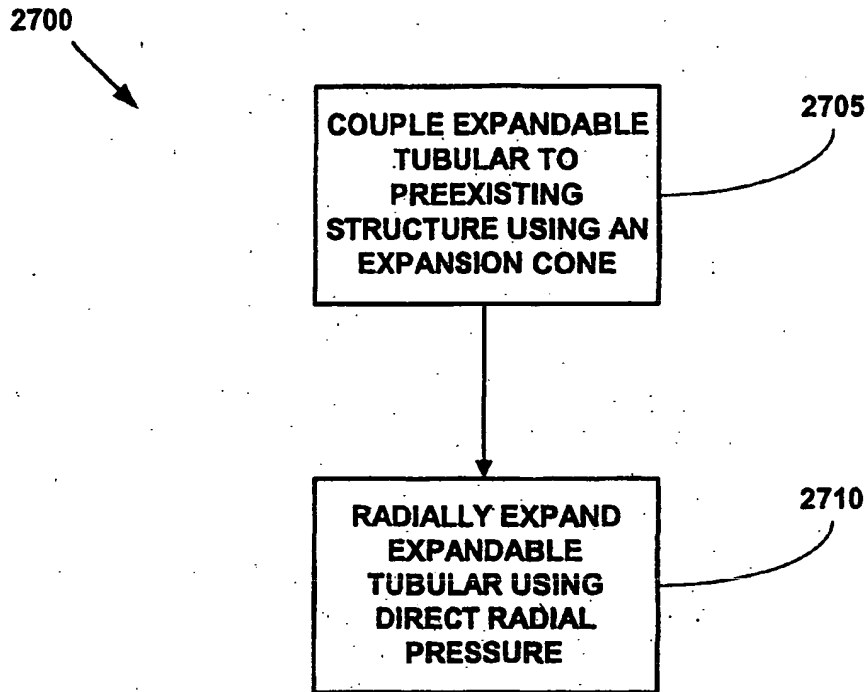 2700
COUPLE EXPANDABLE
TUBULAR TO
PREEXISTING
STRUCTURE USING AN
EXPANSION CONE
2705
RADIALLY EXPAND
EXPANDABLE
TUBULAR USING
DIRECT RADIAL
PRESSURE
2710